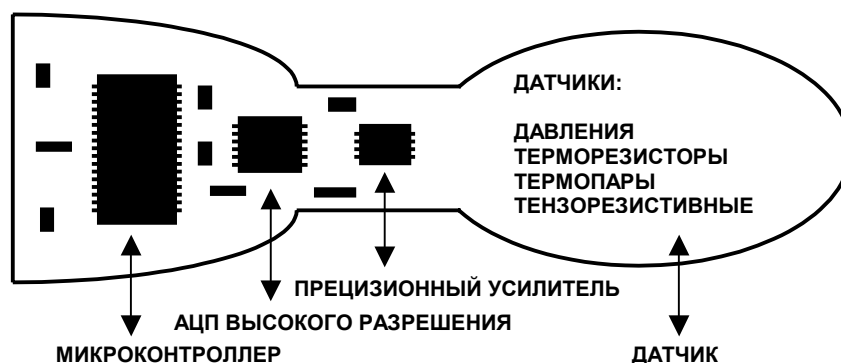 ДАТЧИКИ:
ДАВЛЕНИЯ
ТЕРМОРЕЗИСТОРЫ
ТЕРМОПАРЫ
ТЕНЗОРЕЗИСТИВНЫЕ
ПРЕЦИЗИОННЫЙ УСИЛИТЕЛЬ
АЦП ВЫСОКОГО РАЗРЕШЕНИЯ
МИКРОКОНТРОЛЛЕР
ДАТЧИК